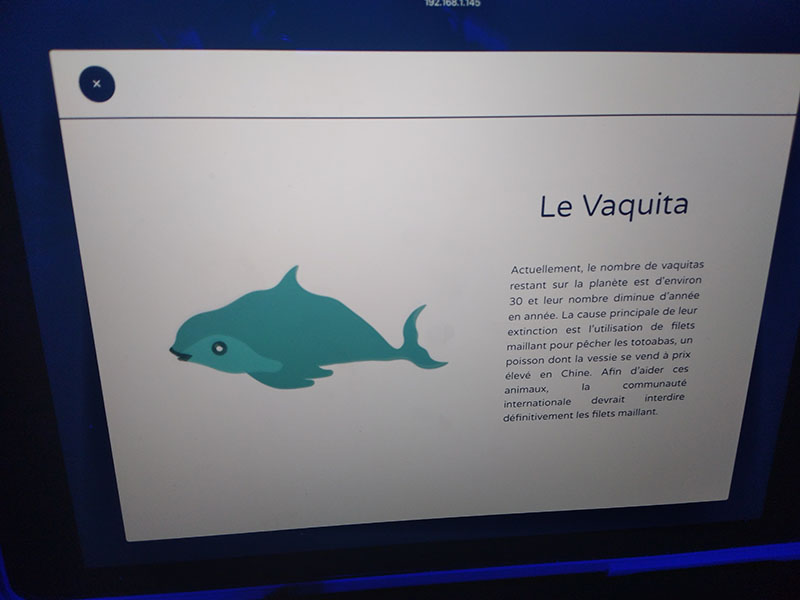 192.168.1.145
×
Le Vaquita
Actuellement, le nombre de vaquitas
restant sur la planète est d'environ
30 et leur nombre diminue d'année
en année. La cause principale de leur
extinction est l'utilisation de filets
maillant pour pêcher les totoabas, un
poisson dont la vessie se vend à prix
élevé en Chine. Afin d'aider ces
animaux, la communauté
internationale devrait interdire
définitivement les filets maillant.